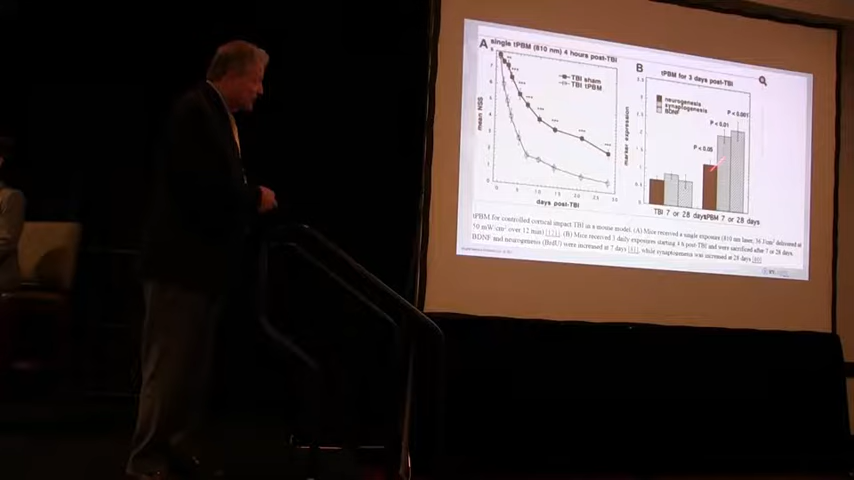 A
single tPBM (810 nm) 4 hours post-TBI
TBI sham
TBI tPBM
mean NSS
days post-TBI
B
tPBM for 3 days post-TBI
neurogenesis
synaptogenesis
BDNF
P < 0.001
P < 0.01
P < 0.05
marker expression
TBI 7 or 28 days
tPBM 7 or 28 days
tPBM for controlled cortical impact TBI in a mouse model. (A) Mice received a single exposure (810 nm laser, 36 J/cm² delivered at
50 mW/cm² over 12 min) (B) Mice received 3 daily exposures starting 4 h post-TBI and were sacrificed after 7 or 28 days.
BDNF and neurogenesis (BrdU) were increased at 7 days while synaptogenesis was increased at 28 days